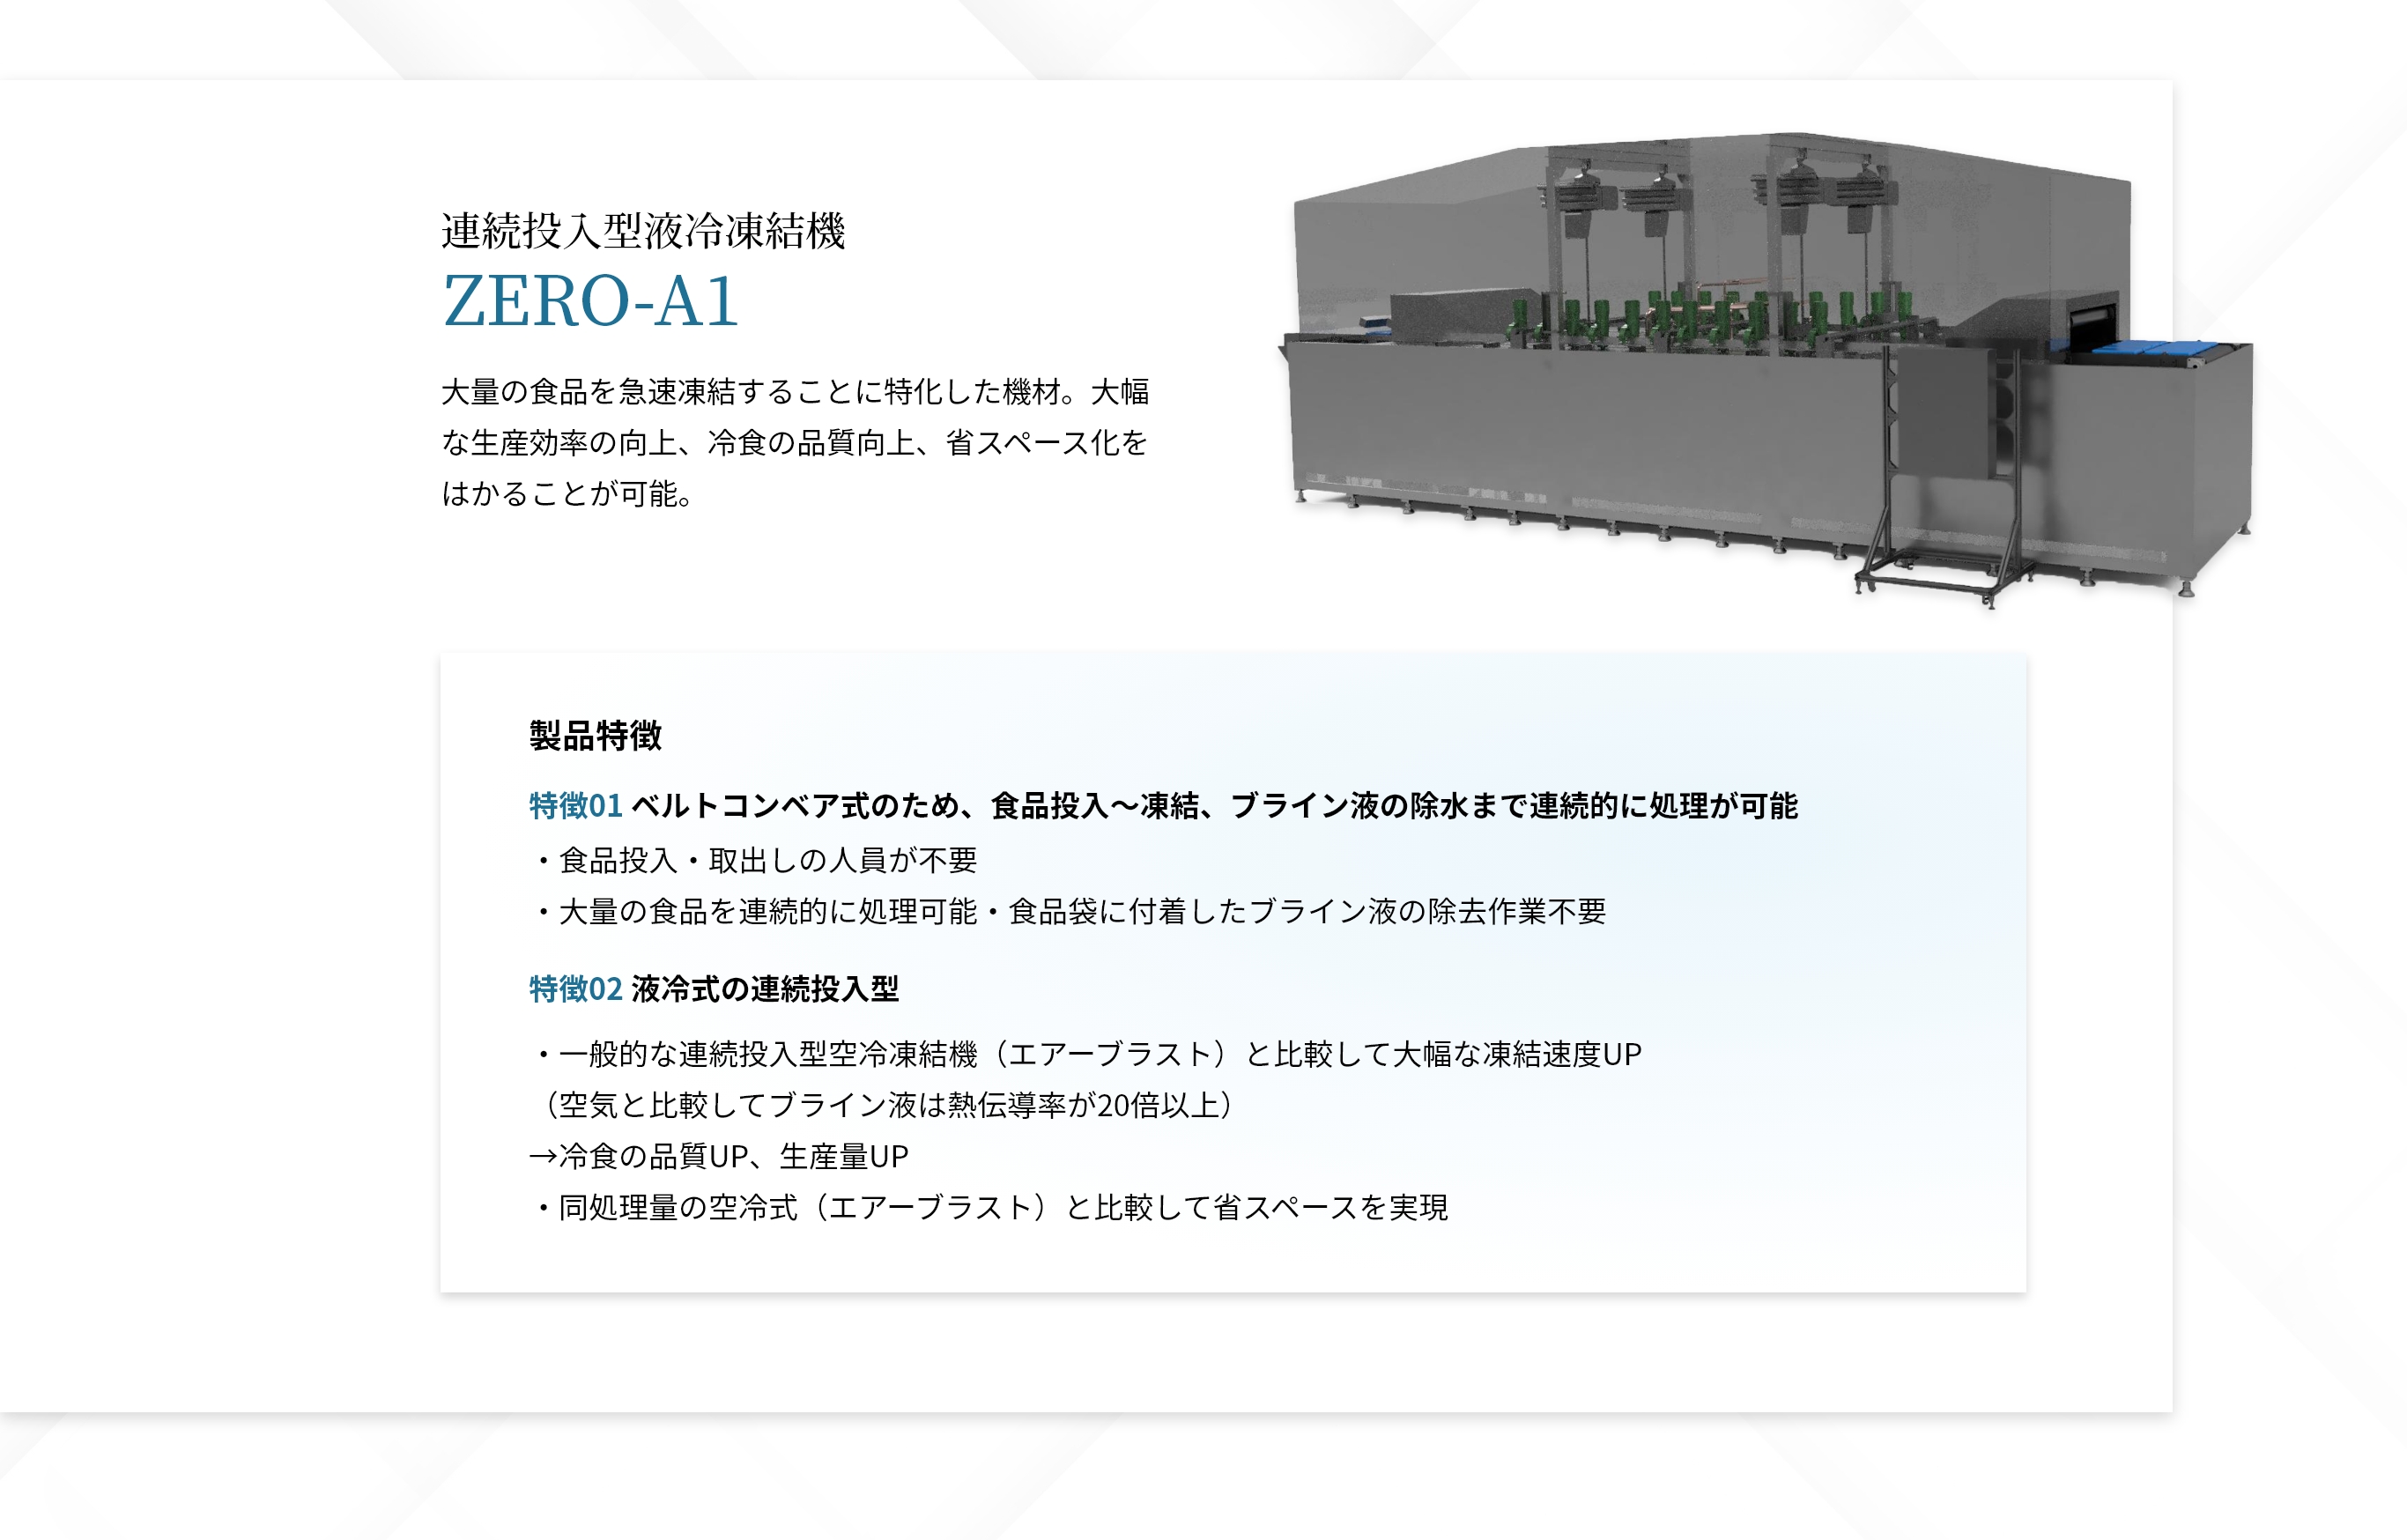 連続投入型液冷凍結機
ZERO-A1
大量の食品を急速凍結することに特化した機材。大幅
な生産効率の向上、冷食の品質向上、省スペース化を
はかることが可能。
製品特徴
特徴01 ベルトコンベア式のため、食品投入～凍結、ブライン液の除水まで連続的に処理が可能
・食品投入・取出しの人員が不要
・大量の食品を連続的に処理可能・食品袋に付着したブライン液の除去作業不要
特徴02 液冷式の連続投入型
・一般的な連続投入型空冷凍結機（エアーブラスト）と比較して大幅な凍結速度UP
（空気と比較してブライン液は熱伝導率が20倍以上）
→冷食の品質UP、生産量UP
・同処理量の空冷式（エアーブラスト）と比較して省スペースを実現